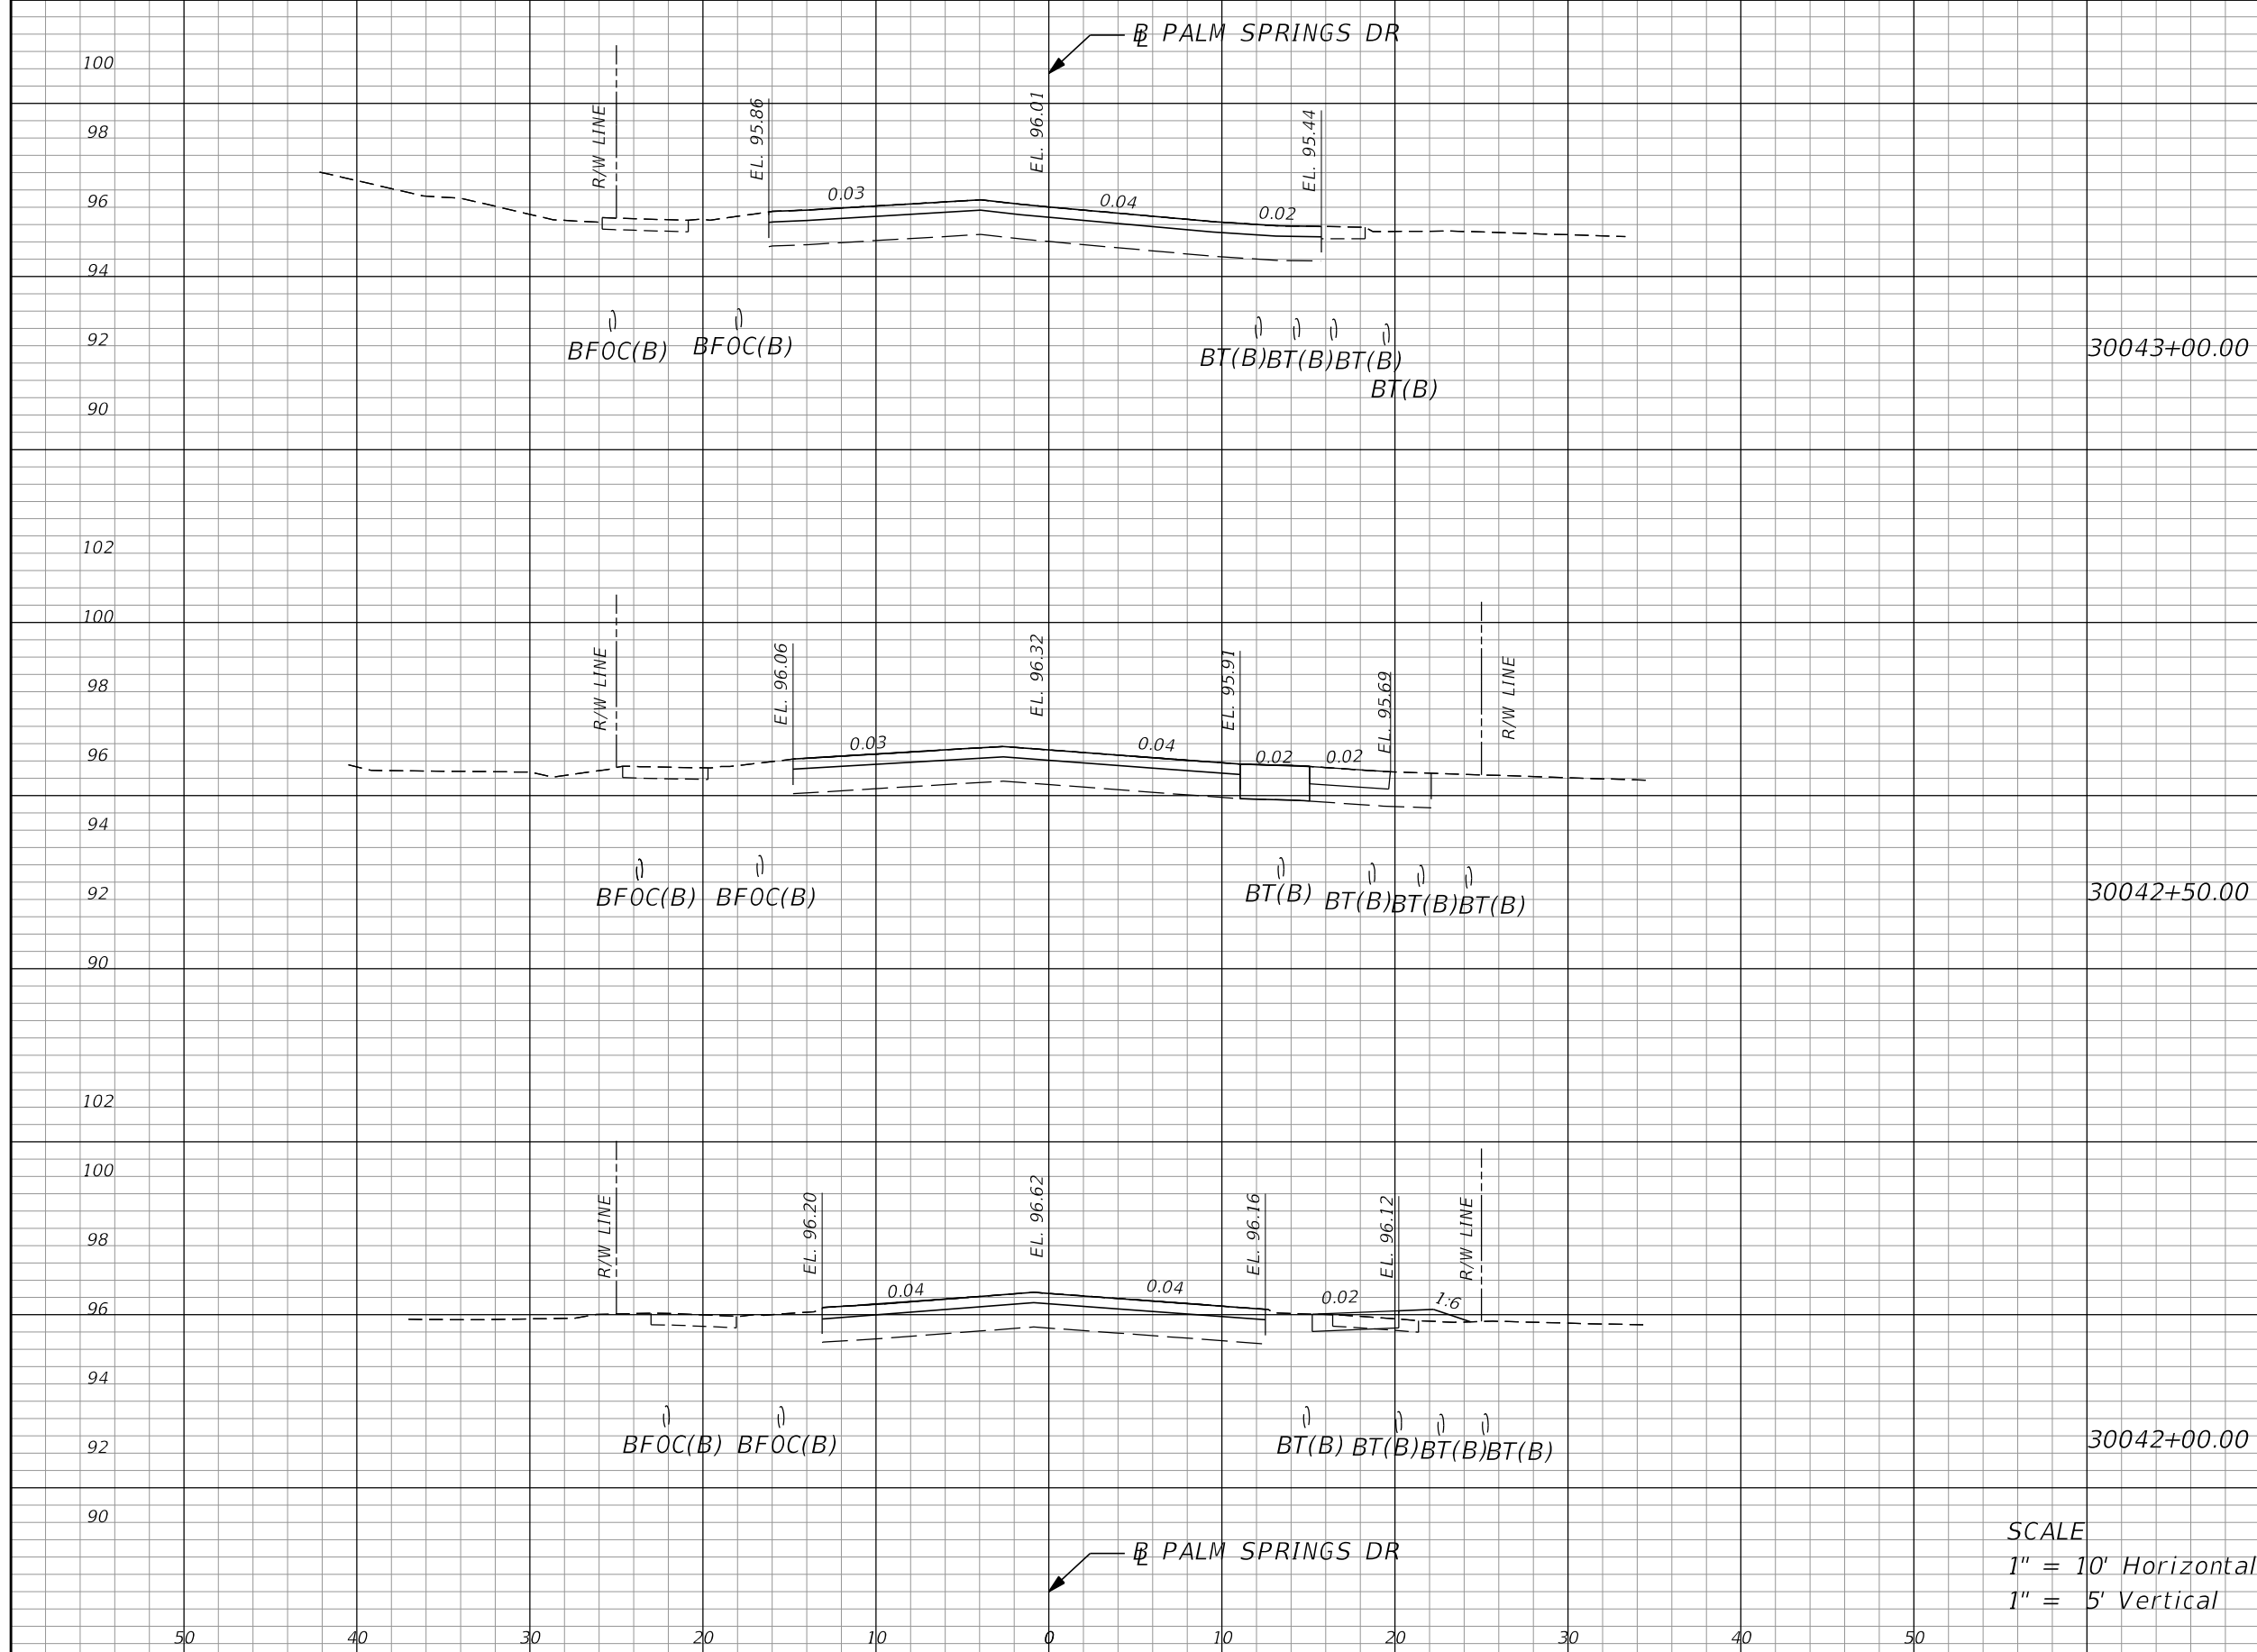 BL PALM SPRINGS DR
100
98
96
94
92
90
R/W LINE
EL. 95.86
EL. 96.01
EL. 95.44
0.03
0.04
0.02
BFOC(B)
BFOC(B)
BT(B)
BT(B)
BT(B)
BT(B)
30043+00.00
102
100
98
96
94
92
90
R/W LINE
EL. 96.06
EL. 96.32
EL. 95.91
EL. 95.69
R/W LINE
0.03
0.04
0.02
0.02
BFOC(B)
BFOC(B)
BT(B)
BT(B)
BT(B)
BT(B)
30042+50.00
102
100
98
96
94
92
90
R/W LINE
EL. 96.20
EL. 96.62
EL. 96.16
EL. 96.12
R/W LINE
0.04
0.04
0.02
1:6
BFOC(B)
BFOC(B)
BT(B)
BT(B)
BT(B)
BT(B)
30042+00.00
BL PALM SPRINGS DR
SCALE
1" = 10' Horizontal
1" = 5' Vertical
50 40 30 20 10 0 10 20 30 40 50